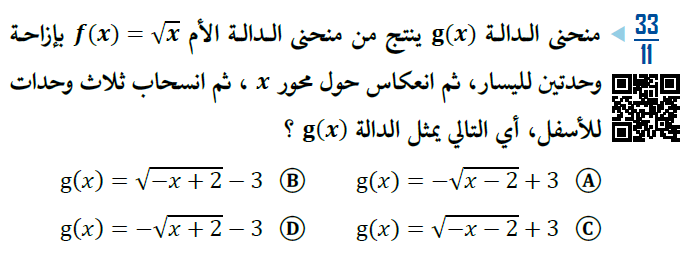 33/11 ◀ منحنى الدالة g(x) ينتج من منحنى الدالة الأم f(x) = √x بإزاحة
وحدتين لليسار، ثم انعكاس حول محور x ، ثم انسحاب ثلاث وحدات
للأسفل، أي التالي يمثل الدالة g(x) ؟
Ⓐ g(x) = −√(x − 2) + 3 Ⓑ g(x) = √(−x + 2) − 3
Ⓒ g(x) = √(−x − 2) + 3 Ⓓ g(x) = −√(x + 2) − 3